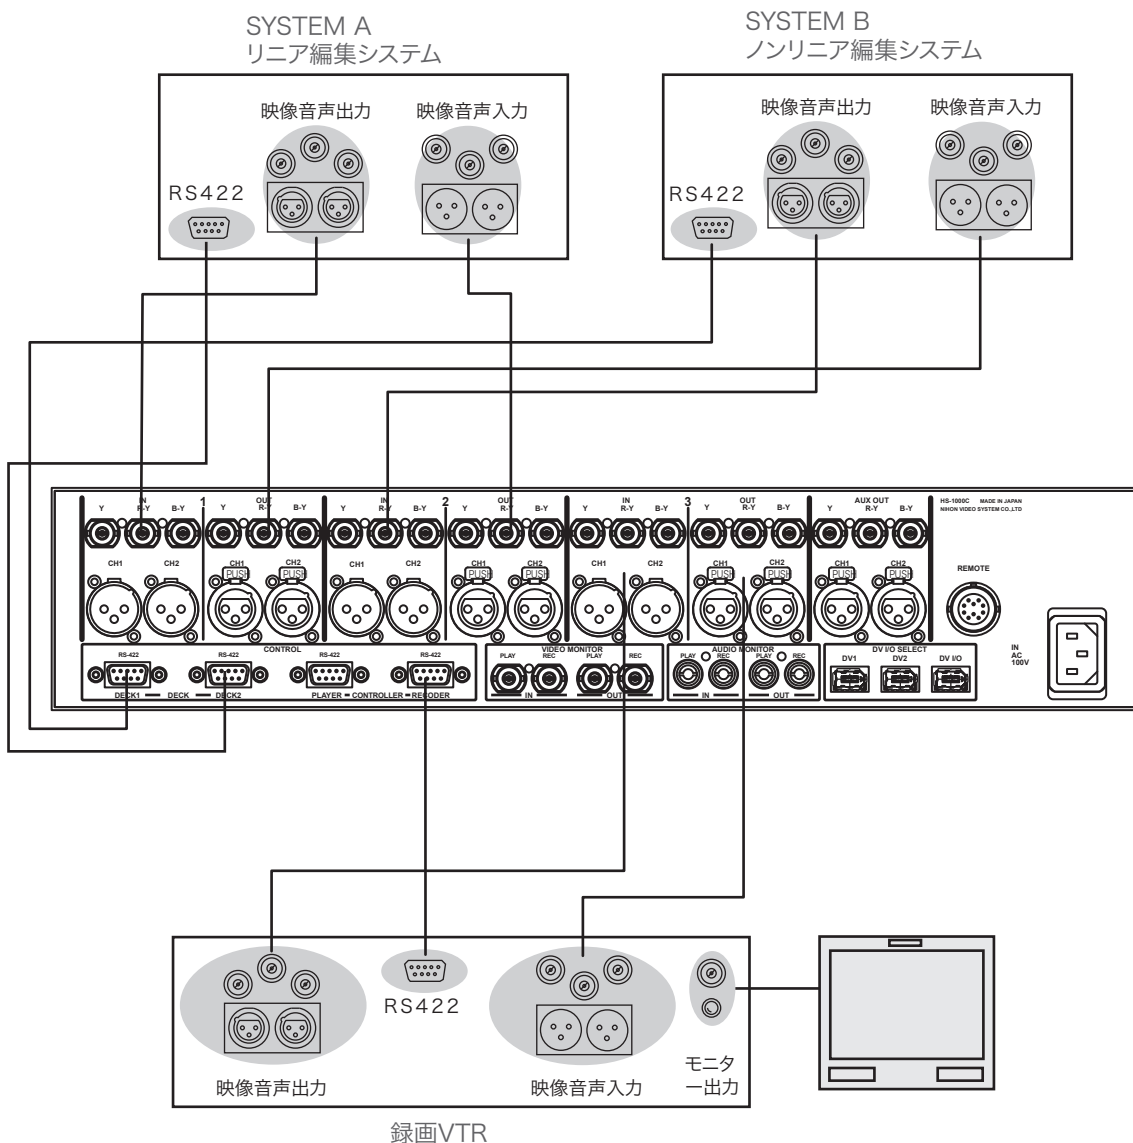 SYSTEM A
リニア編集システム
SYSTEM B
ノンリニア編集システム
映像音声出力
映像音声入力
RS422
映像音声出力
映像音声入力
RS422
1
2
3
IN
Y R-Y B-Y
OUT
Y R-Y B-Y
IN
Y R-Y B-Y
OUT
Y R-Y B-Y
IN
Y R-Y B-Y
OUT
Y R-Y B-Y
AUX OUT
Y R-Y B-Y
HS-1000C MADE IN JAPAN
NIHON VIDEO SYSTEM CO.,LTD
CH1 CH2
CH1 CH2
PUSH PUSH
CH1 CH2
CH1 CH2
PUSH PUSH
CH1 CH2
CH1 CH2
PUSH PUSH
CH1 CH2
PUSH PUSH
REMOTE
IN
AC
100V
CONTROL
RS-422 RS-422 RS-422 RS-422
DECK1 DECK DECK2 PLAYER CONTROLLER RECODER
VIDEO MONITOR
PLAY REC PLAY REC
IN OUT
AUDIO MONITOR
PLAY REC PLAY REC
IN OUT
DV I/O SELECT
DV1 DV2 DV I/O
RS422
映像音声出力
映像音声入力
モニタ
ー出力
録画VTR